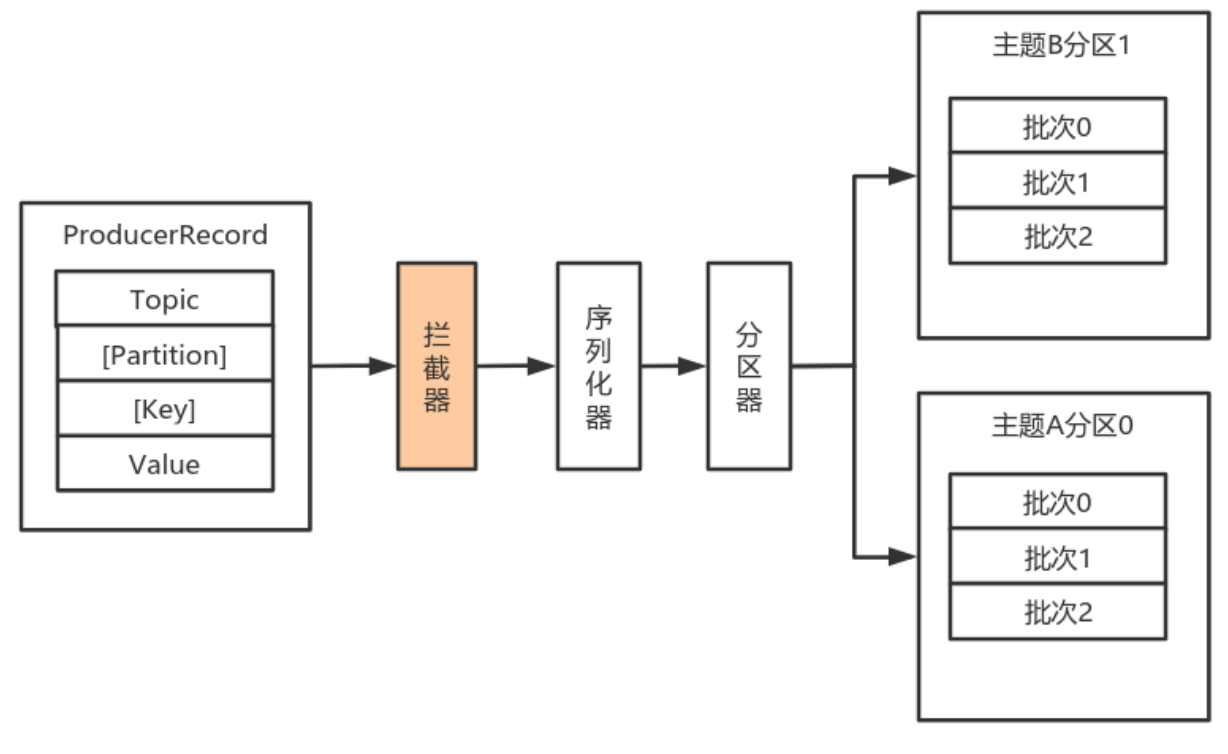 ProducerRecord
Topic
[Partition]
[Key]
Value
拦截器
序列化器
分区器
主题B分区1
批次0
批次1
批次2
主题A分区0
批次0
批次1
批次2